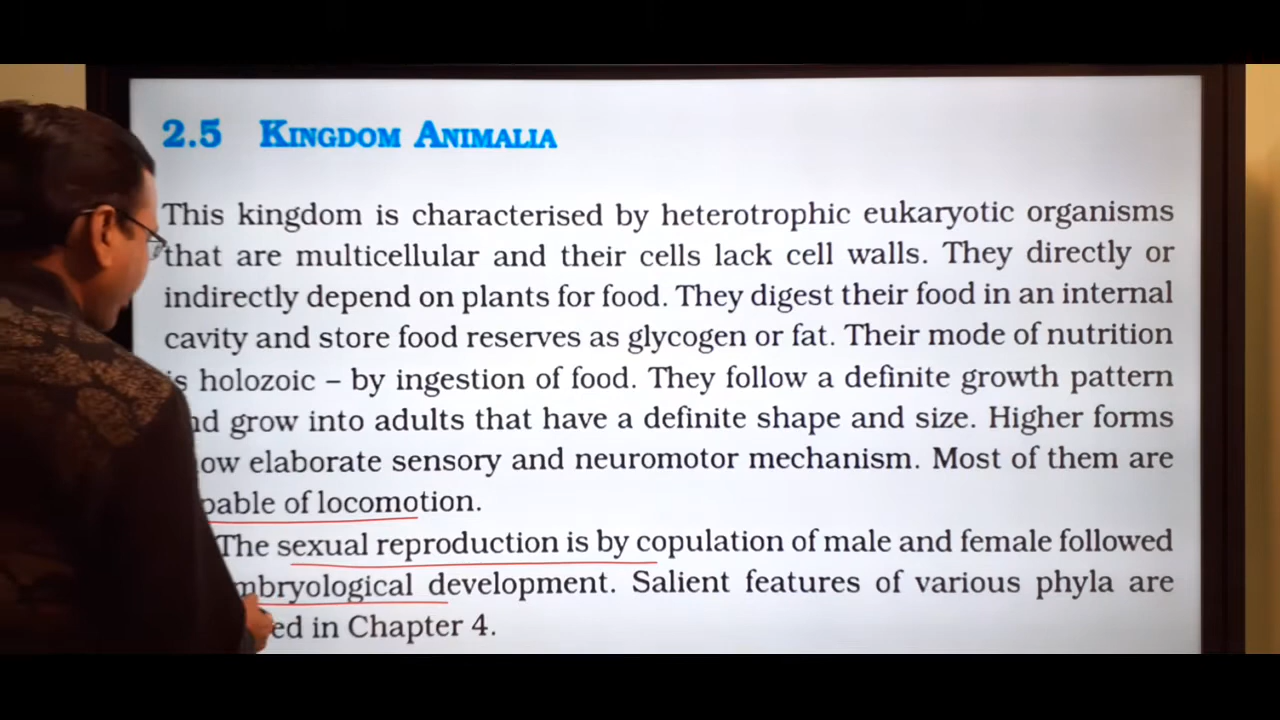 2.5 KINGDOM ANIMALIA
This kingdom is characterised by heterotrophic eukaryotic organisms
that are multicellular and their cells lack cell walls. They directly or
indirectly depend on plants for food. They digest their food in an internal
cavity and store food reserves as glycogen or fat. Their mode of nutrition
holozoic – by ingestion of food. They follow a definite growth pattern
grow into adults that have a definite shape and size. Higher forms
elaborate sensory and neuromotor mechanism. Most of them are
of locomotion.
The sexual reproduction is by copulation of male and female followed
development. Salient features of various phyla are
in Chapter 4.